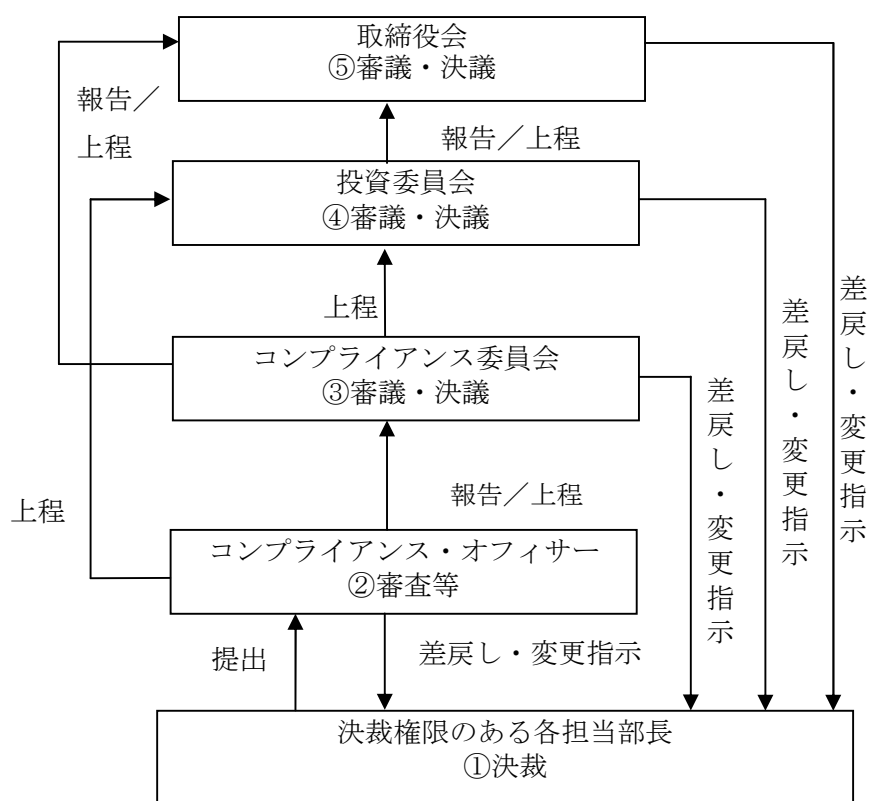 取締役会
⑤審議・決議
報告／
上程
報告／上程
投資委員会
④審議・決議
上程
コンプライアンス委員会
③審議・決議
差戻し・変更指示
差戻し・変更指示
差戻し・変更指示
報告／上程
上程
コンプライアンス・オフィサー
②審査等
提出
差戻し・変更指示
決裁権限のある各担当部長
①決裁